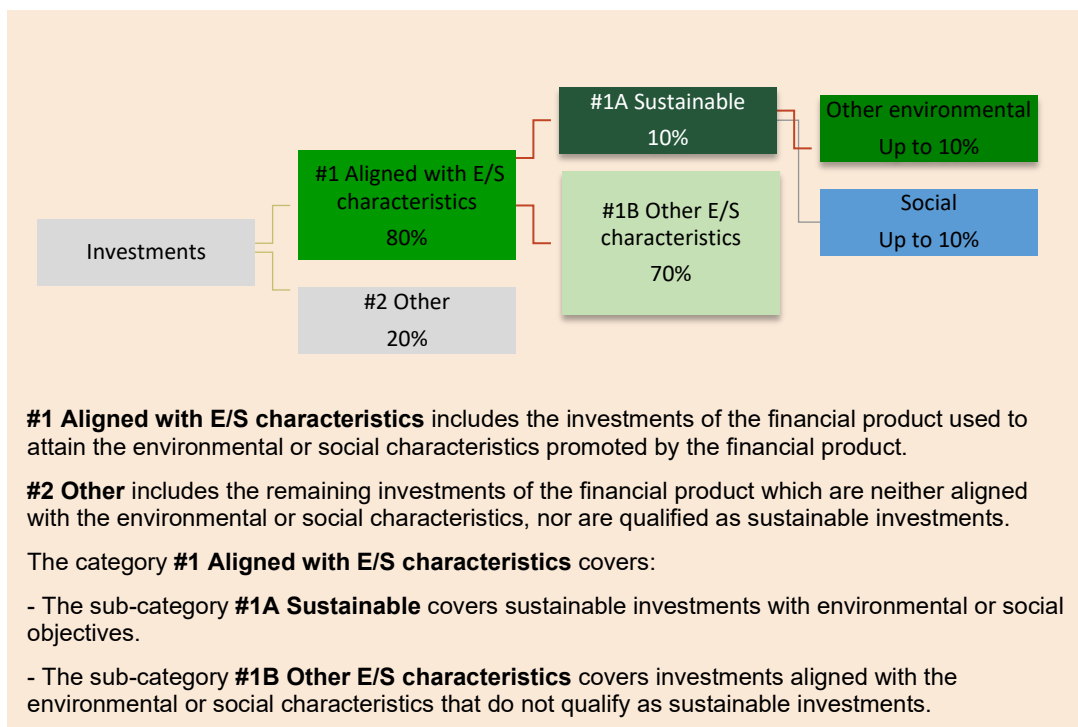 #1A Sustainable
10%
Other environmental
Up to 10%
#1 Aligned with E/S
characteristics
80%
#1B Other E/S
characteristics
70%
Social
Up to 10%
Investments
#2 Other
20%
#1 Aligned with E/S characteristics includes the investments of the financial product used to
attain the environmental or social characteristics promoted by the financial product.
#2 Other includes the remaining investments of the financial product which are neither aligned
with the environmental or social characteristics, nor are qualified as sustainable investments.
The category #1 Aligned with E/S characteristics covers:
- The sub-category #1A Sustainable covers sustainable investments with environmental or social
objectives.
- The sub-category #1B Other E/S characteristics covers investments aligned with the
environmental or social characteristics that do not qualify as sustainable investments.